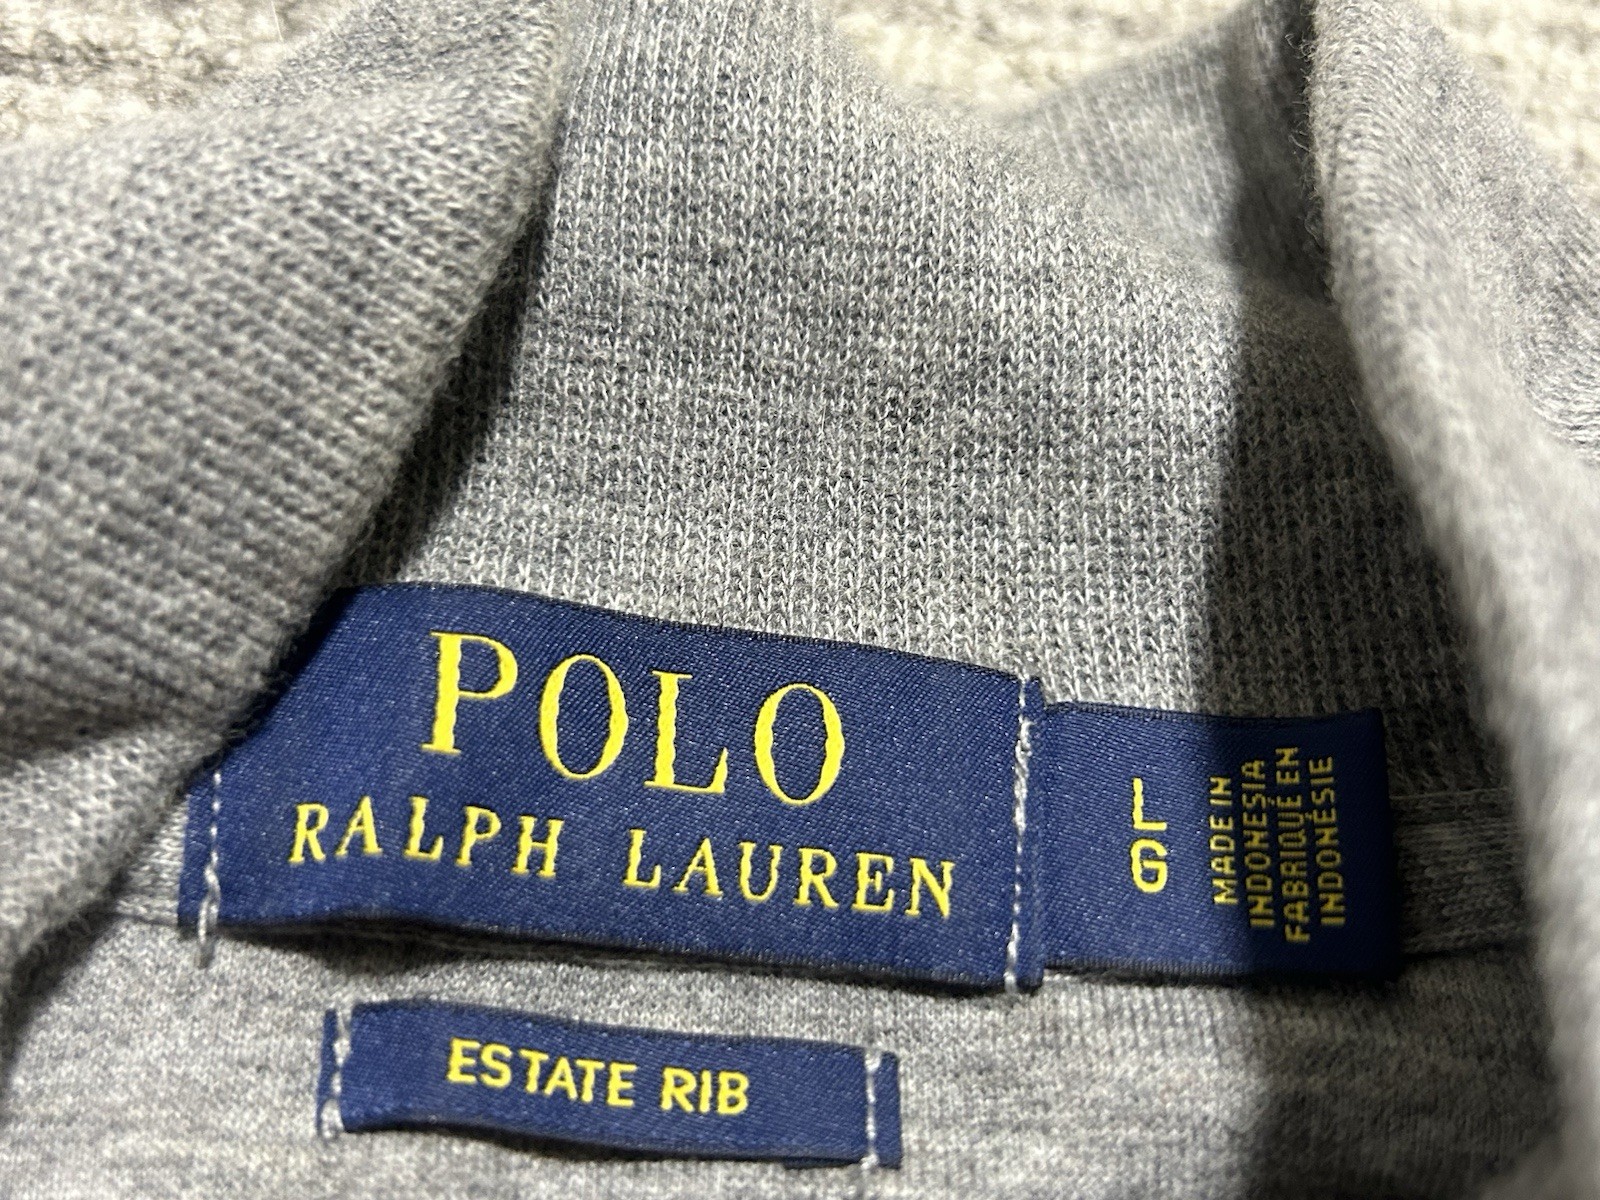 POLO
RALPH LAUREN
L
G
MADE IN
INDONESIA
FABRIQUÉ EN
INDONÉSIE
ESTATE RIB